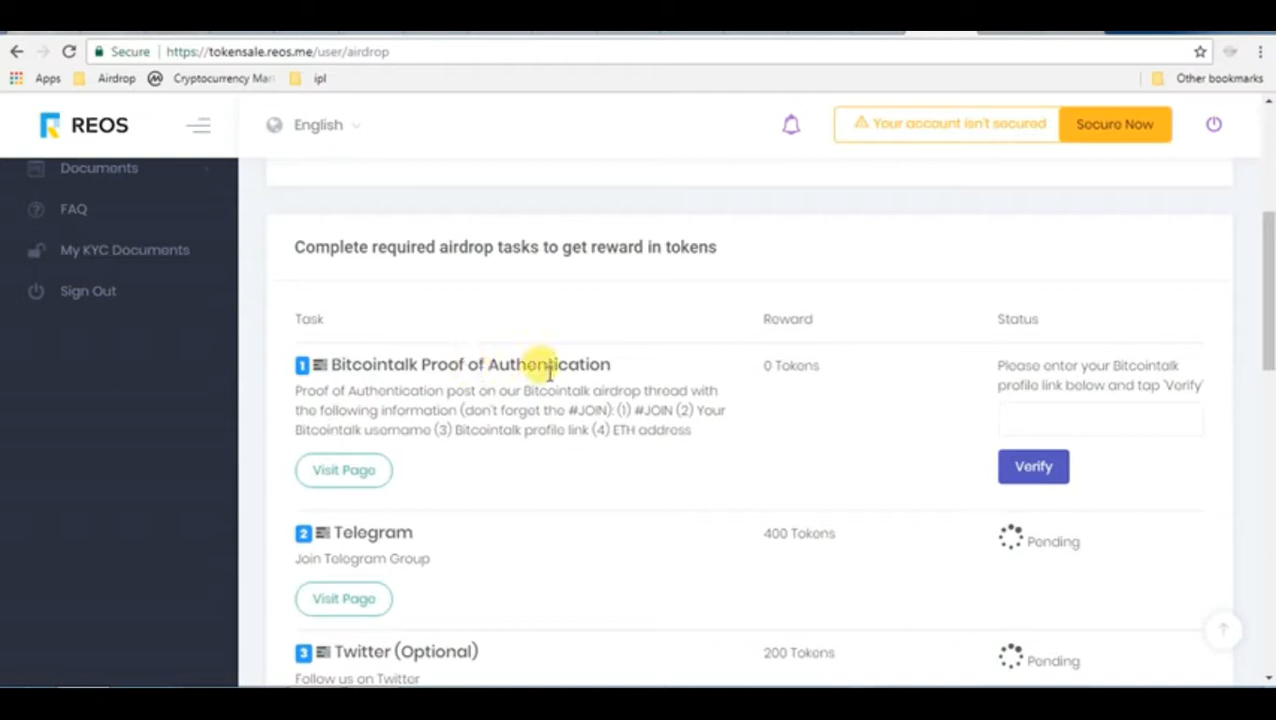 Secure https://tokensale.reos.me/user/airdrop
Apps Airdrop Cryptocurrency Mar ipl Other bookmarks
REOS English Your account isn't secured Secure Now
Documents
FAQ
My KYC Documents
Sign Out
Complete required airdrop tasks to get reward in tokens
Task Reward Status
1 Bitcointalk Proof of Authentication 0 Tokens Please enter your Bitcointalk
profile link below and tap 'Verify'
Proof of Authentication post on our Bitcointalk airdrop thread with
the following information (don't forget the #JOIN): (1) #JOIN (2) Your
Bitcointalk username (3) Bitcointalk profile link (4) ETH address
Visit Page Verify
2 Telegram 400 Tokens Pending
Join Telegram Group
Visit Page
3 Twitter (Optional) 200 Tokens Pending
Follow us on Twitter